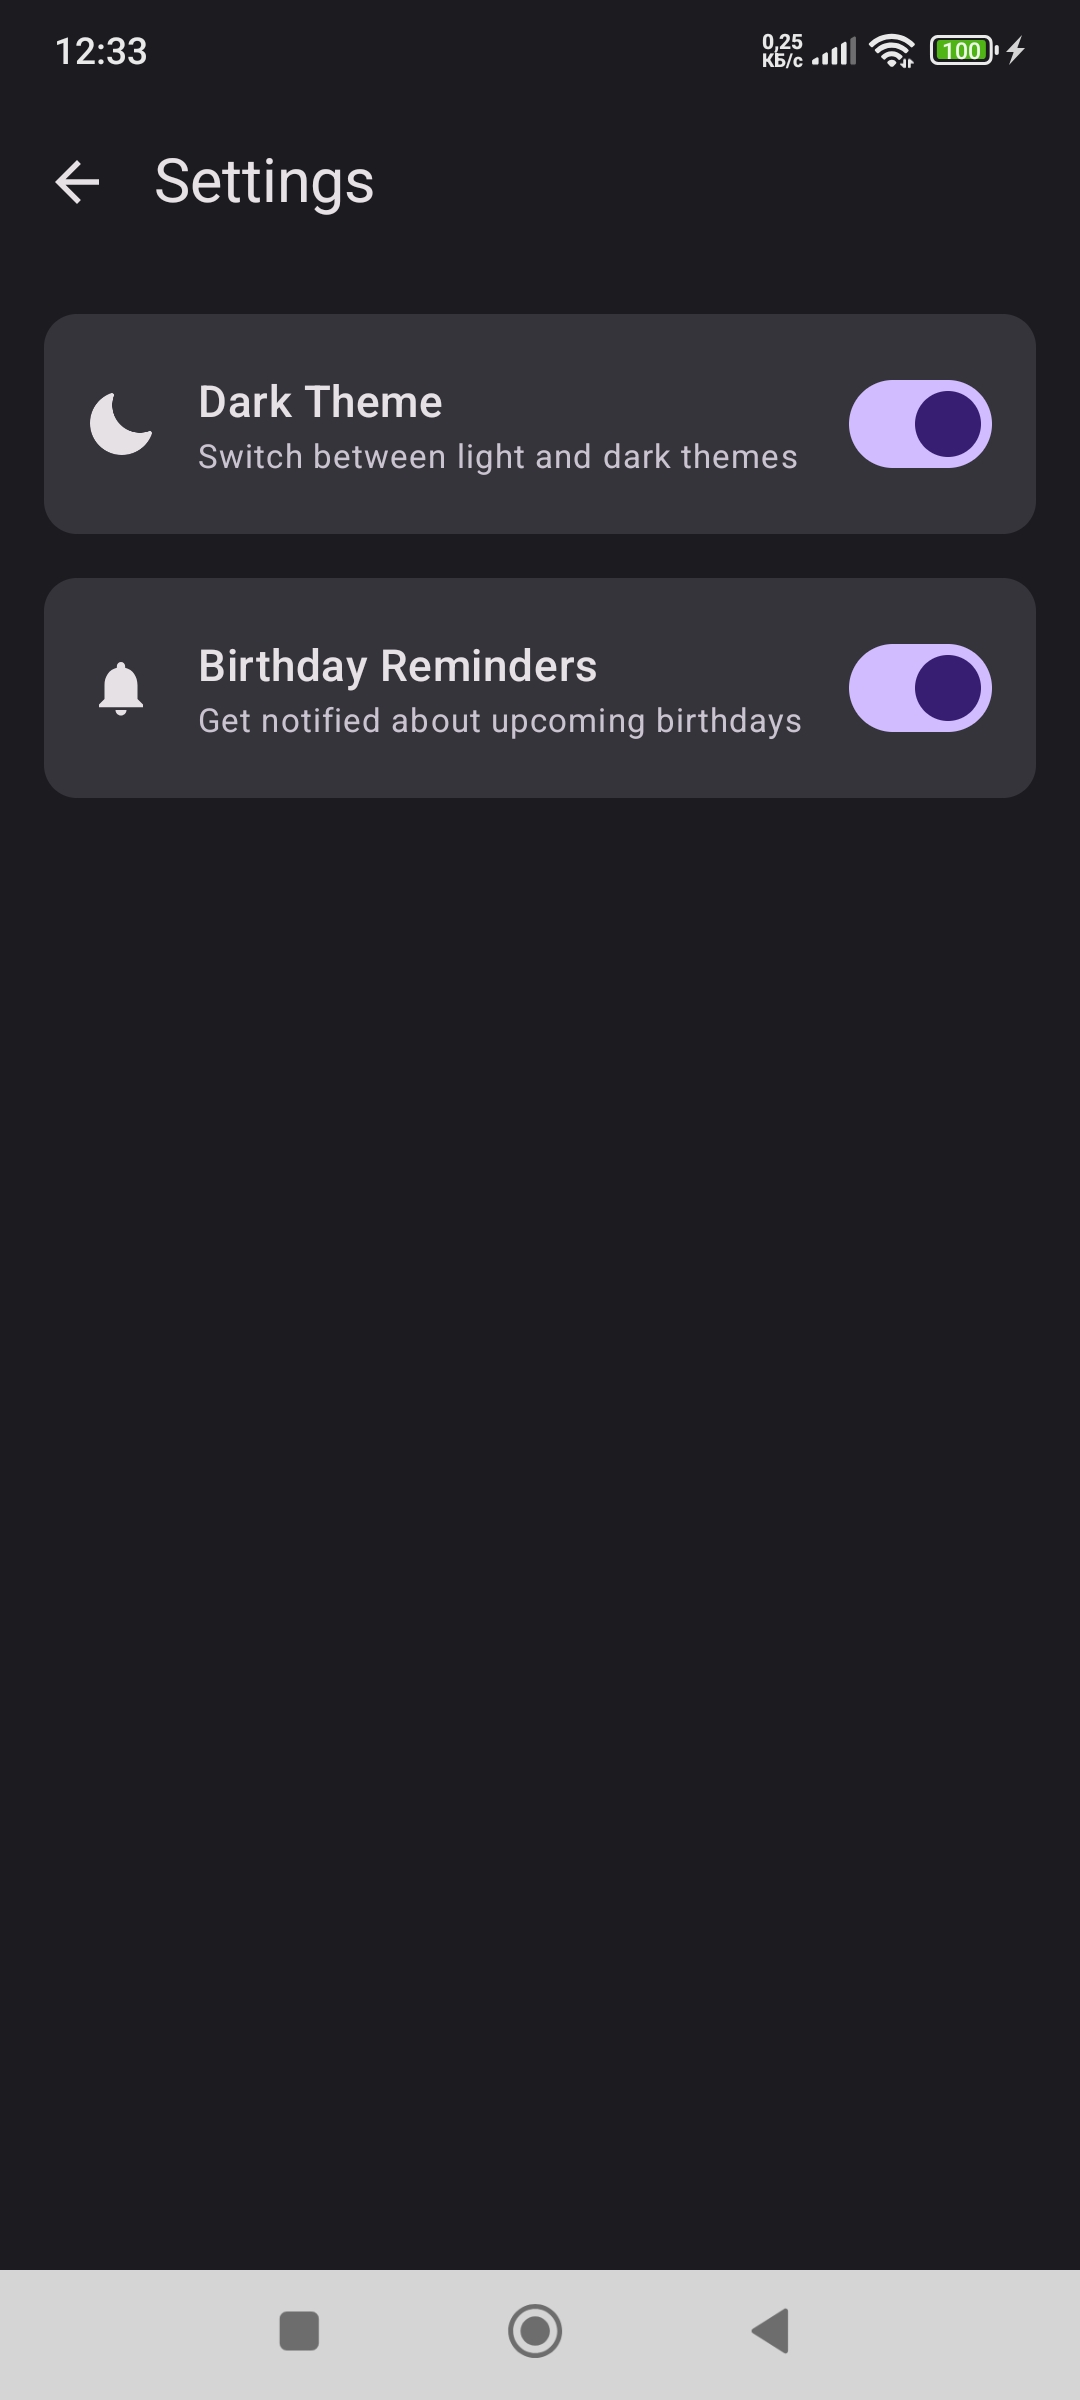 12:33
0,25
КБ/с
100
Settings
Dark Theme
Switch between light and dark themes
Birthday Reminders
Get notified about upcoming birthdays